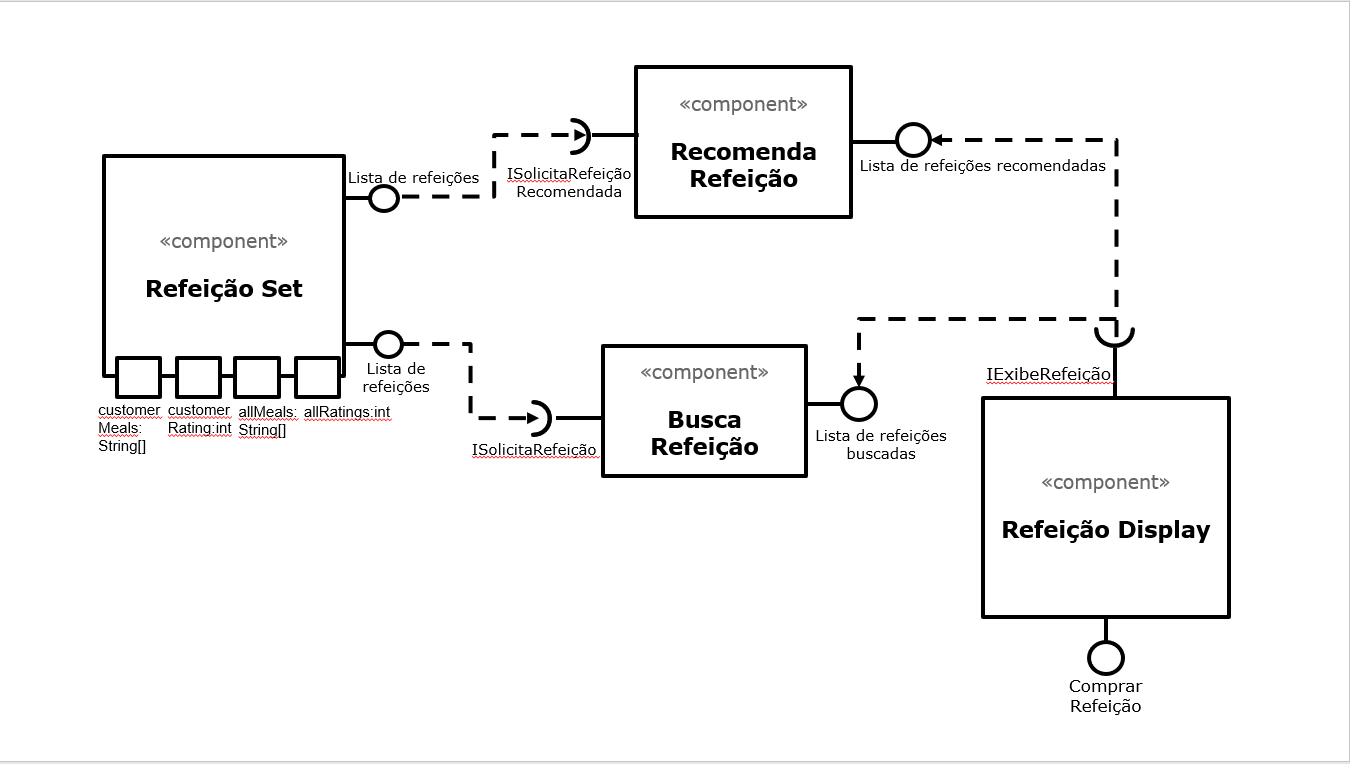 «component»
Recomenda
Refeição
Lista de refeições
ISolicitaRefeição
Recomendada
Lista de refeições recomendadas
«component»
Refeição Set
Lista de
refeições
«component»
Busca
Refeição
IExibeRefeição
customer
Meals:
String[]
customer
Rating:int
allMeals:
String[]
allRatings:int
ISolicitaRefeição
Lista de refeições
buscadas
«component»
Refeição Display
Comprar
Refeição